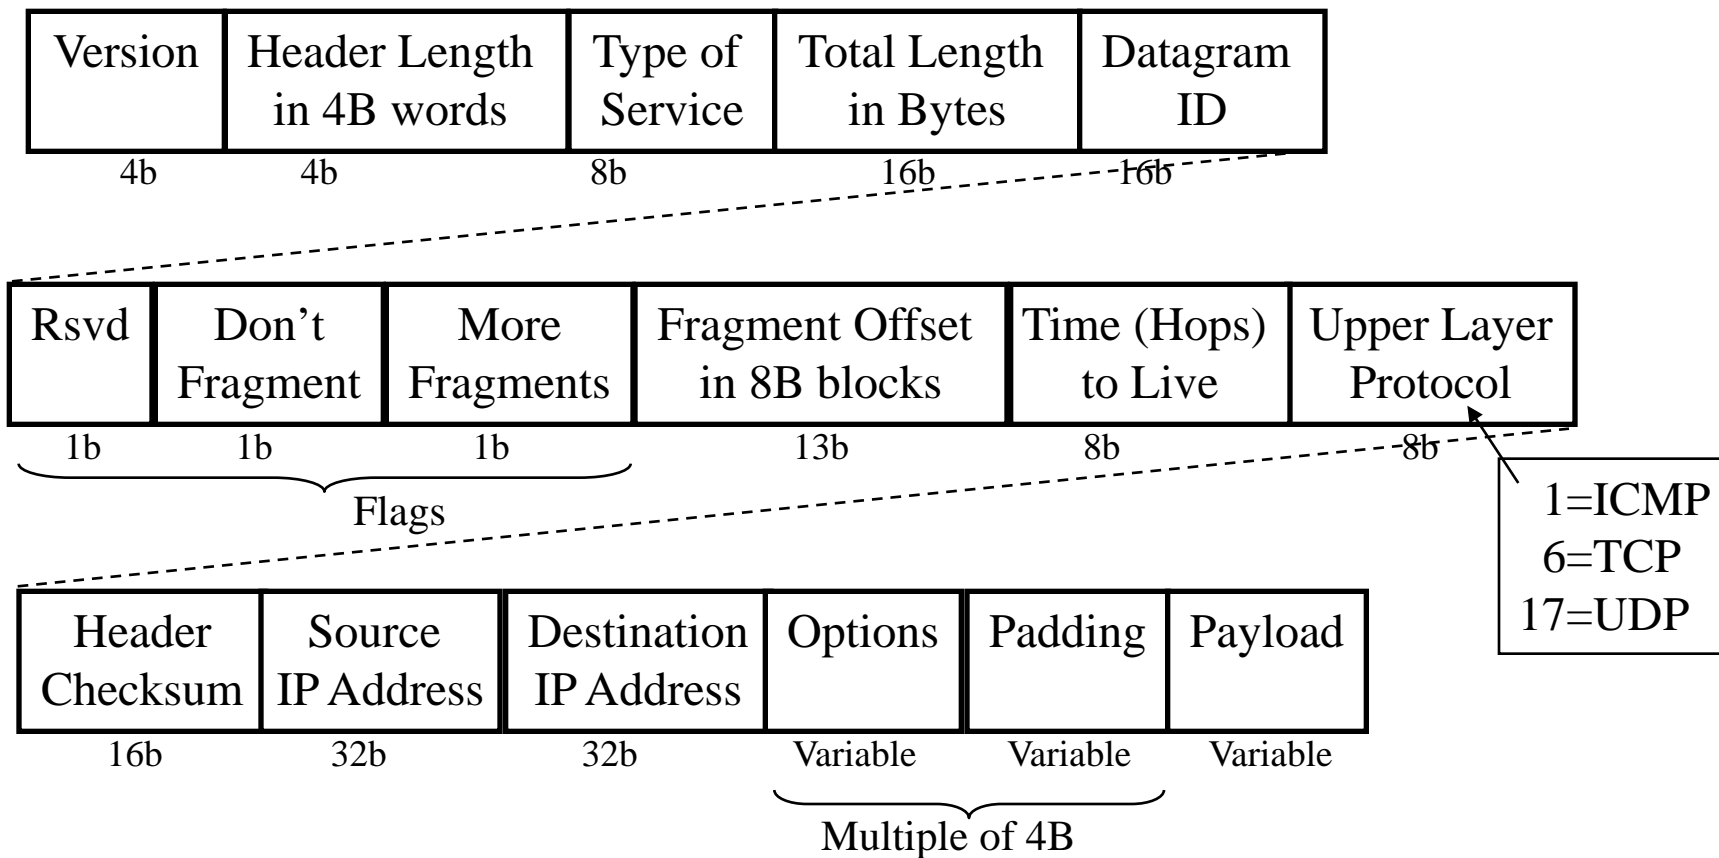 Version Header Length Type of Total Length Datagram
in 4B words Service in Bytes ID
4b 4b 8b 16b 16b
Rsvd Don’t More Fragment Offset Time (Hops) Upper Layer
Fragment Fragments in 8B blocks to Live Protocol
1b 1b 1b 13b 8b 8b
Flags
1=ICMP
6=TCP
17=UDP
Header Source Destination Options Padding Payload
Checksum IP Address IP Address
16b 32b 32b Variable Variable Variable
Multiple of 4B